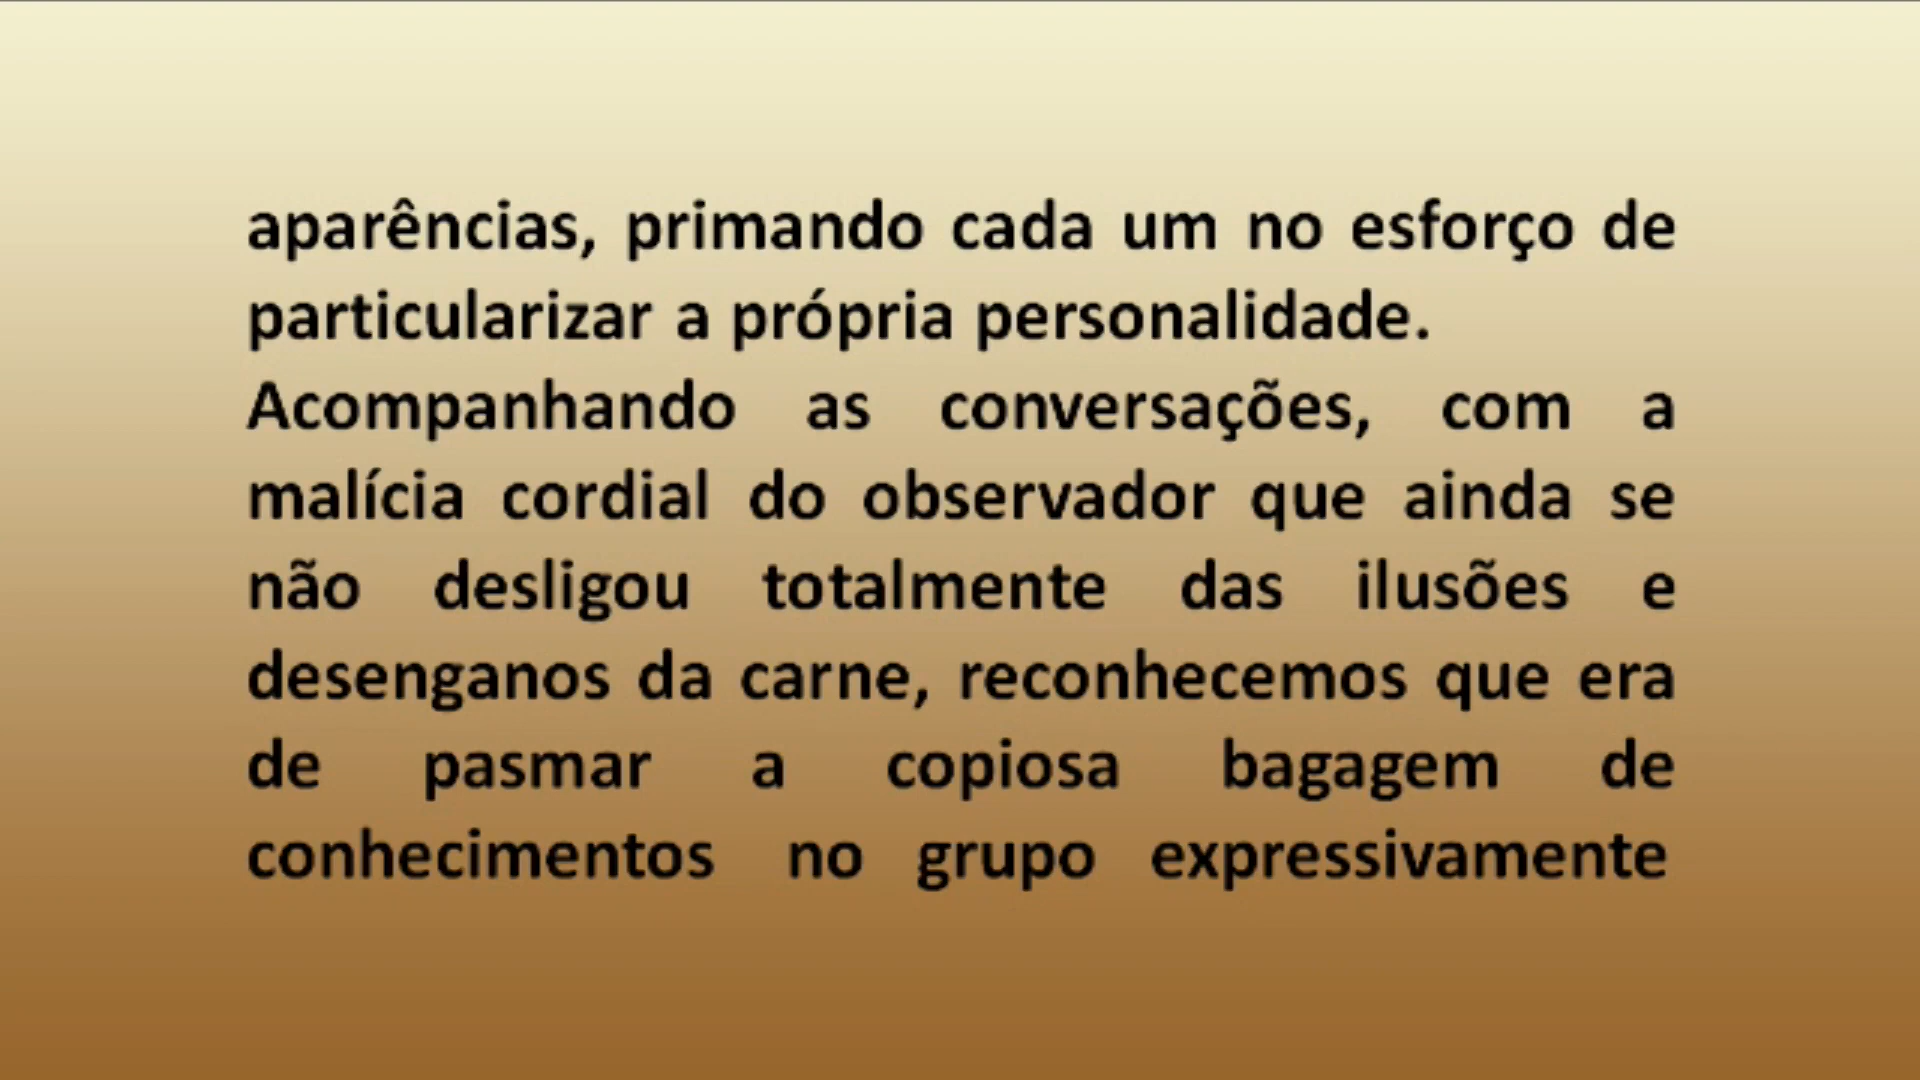 aparências, primando cada um no esforço de
particularizar a própria personalidade.
Acompanhando as conversações, com a
malícia cordial do observador que ainda se
não desligou totalmente das ilusões e
desenganos da carne, reconhecemos que era
de pasmar a copiosa bagagem de
conhecimentos no grupo expressivamente